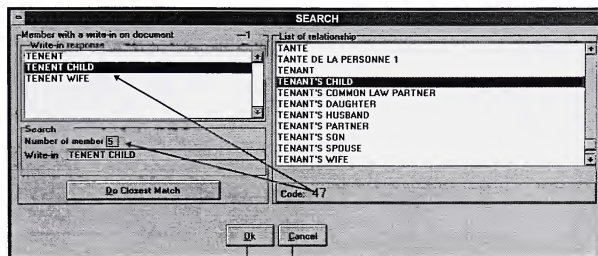 SEARCH
Member with a write-in on document —1
Write-in response
TENENT
TENENT CHILD
TENENT WIFE
Search
Number of member 5
Write-in TENENT CHILD
Do Closest Match
List of relationship
TANTE
TANTE DE LA PERSONNE 1
TENANT
TENANT'S CHILD
TENANT'S COMMON LAW PARTNER
TENANT'S DAUGHTER
TENANT'S HUSBAND
TENANT'S PARTNER
TENANT'S SON
TENANT'S SPOUSE
TENANT'S WIFE
Code: 47
Ok Cancel